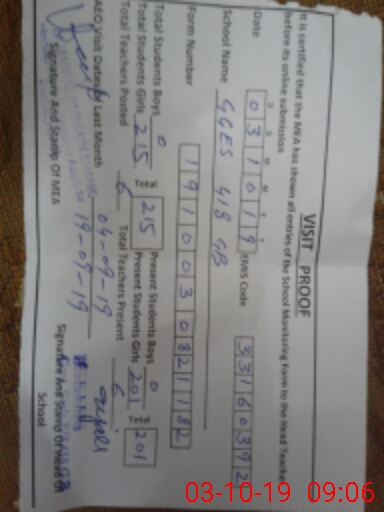 VISIT PROOF
It is certified that the MEA has shown all entries of the School Monitoring Form to the Head Teacher
before its online submission
D D M M Y Y
Date 0 3 1 0 1 9 EMIS Code 3 3 1 6 0 3 9 2
School Name GGES 418 GB
Form Number 1 9 1 0 0 3 0 8 2 1 1 8 2
Total Students Boys 0 Present Students Boys 0
Total Students Girls 215 Total 215 Present Students Girls 201 Total 201
Total Teachers Posted 6 Total Teachers Present 6
AEO Visit Dates of Last Month 04-09-19
19-09-19
Signature And Stamp Of MEA Signature And Stamp Of Head
School
03-10-19 09:06